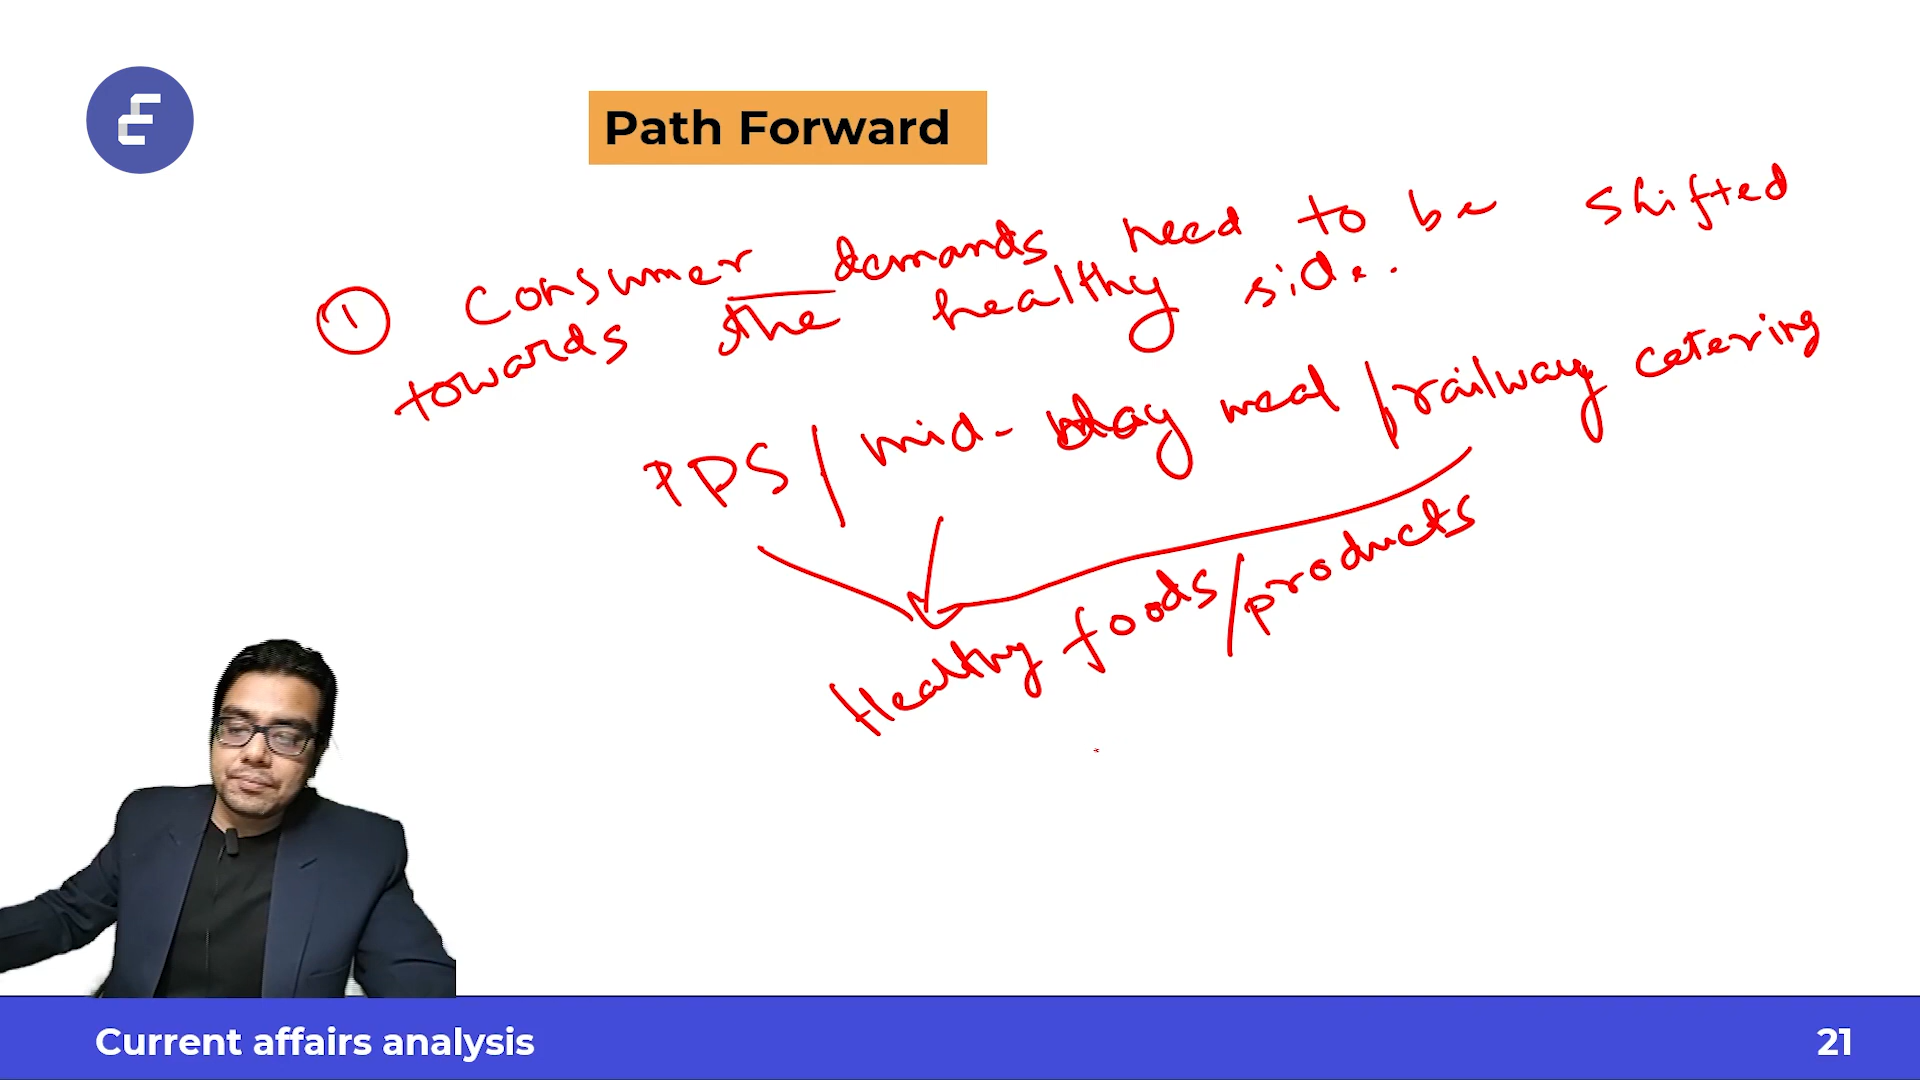 Path Forward
① Consumer demands need to be shifted
towards the healthy side.
PDS / mid-day meal / railway catering
Healthy foods / products
Current affairs analysis
21